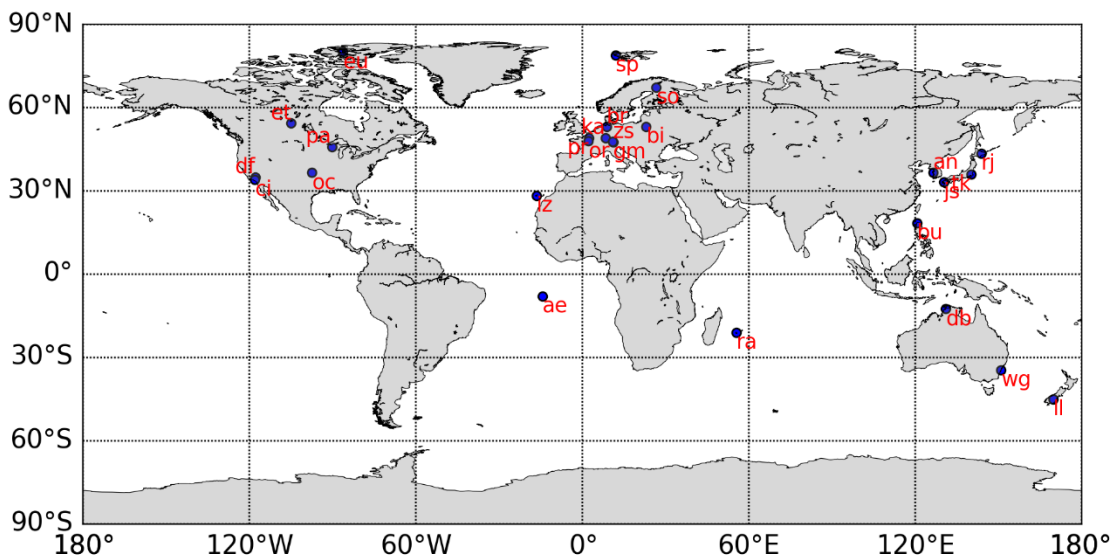 90°N
eu
sp
so
60°N
et
br
ka
zs
bi
pa
pr
or
gm
an
rj
df
ci
oc
rk
js
30°N
iz
bu
0°
ae
db
ra
30°S
wg
ll
60°S
90°S
180°
120°W
60°W
0°
60°E
120°E
180°